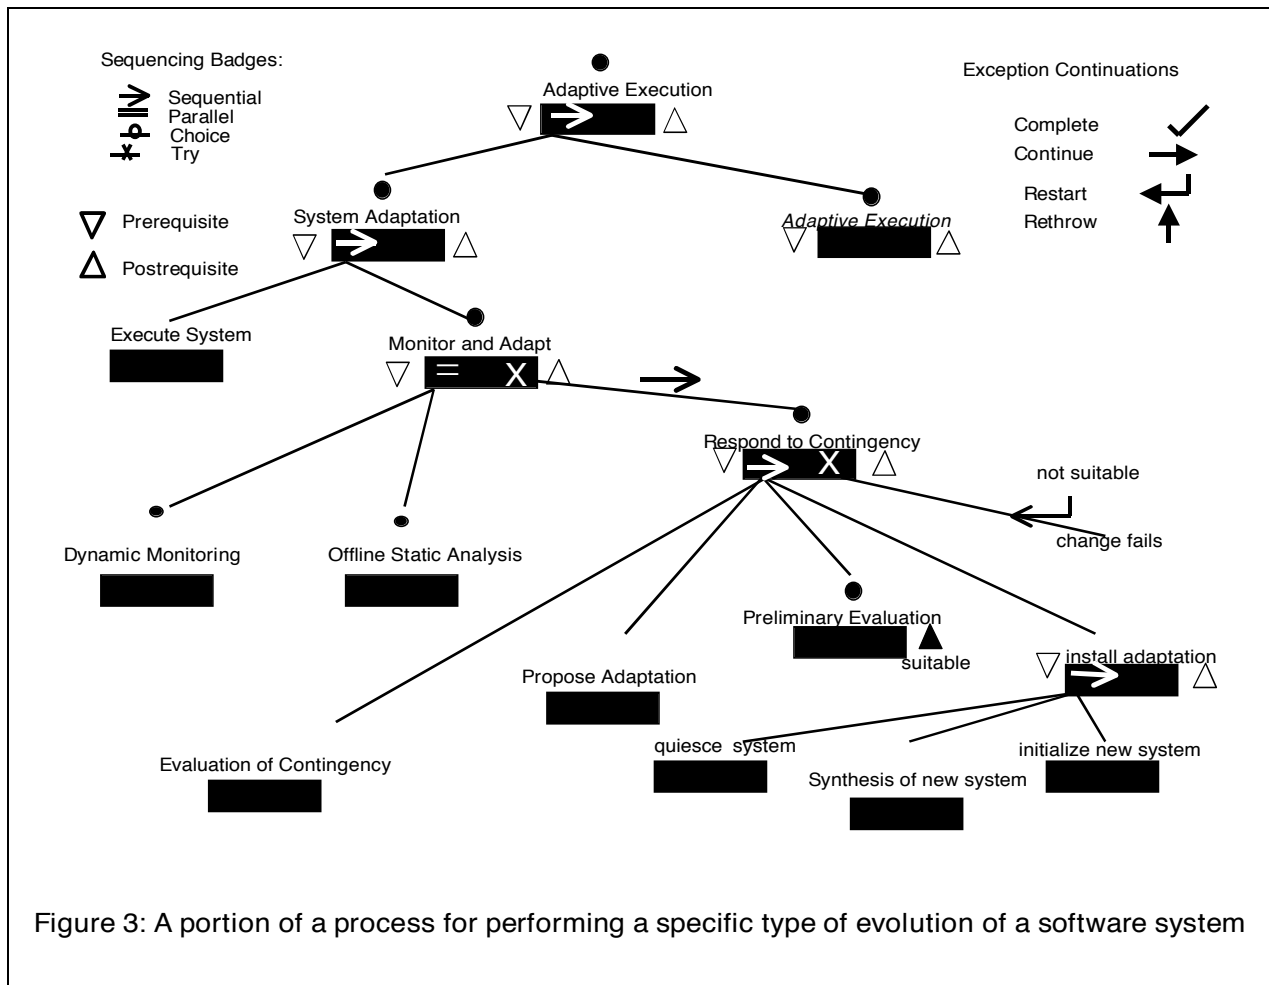 Sequencing Badges:
Sequential
Parallel
Choice
Try
Prerequisite
Postrequisite
Exception Continuations
Complete
Continue
Restart
Rethrow
Adaptive Execution
System Adaptation
Adaptive Execution
Execute System
Monitor and Adapt
X
Respond to Contingency
X
not suitable
change fails
Dynamic Monitoring
Offline Static Analysis
Preliminary Evaluation
suitable
install adaptation
Propose Adaptation
quiesce system
initialize new system
Evaluation of Contingency
Synthesis of new system
Figure 3: A portion of a process for performing a specific type of evolution of a software system